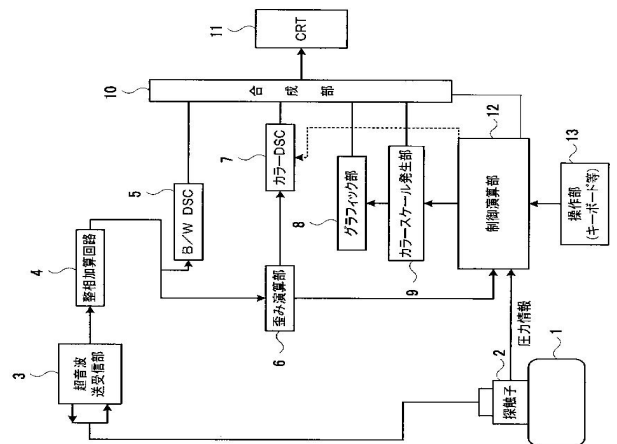 11
CRT
10
合成部
12
7
カラーDSC
5
B/W DSC
8
グラフィック部
カラースケール発生部
9
制御演算部
13
操作部
(キーボード等)
4
整相加算回路
歪み演算部
6
3
超音波
送受信部
圧力情報
2
探触子
1